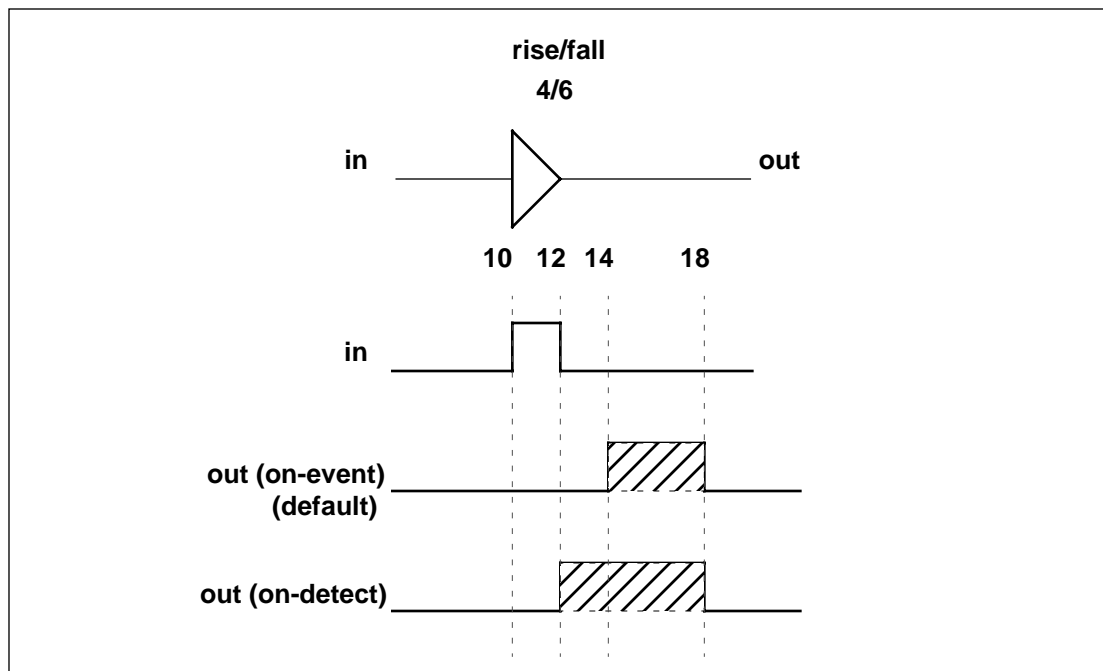 rise/fall
4/6
in
out
10 12 14 18
in
out (on-event)
(default)
out (on-detect)